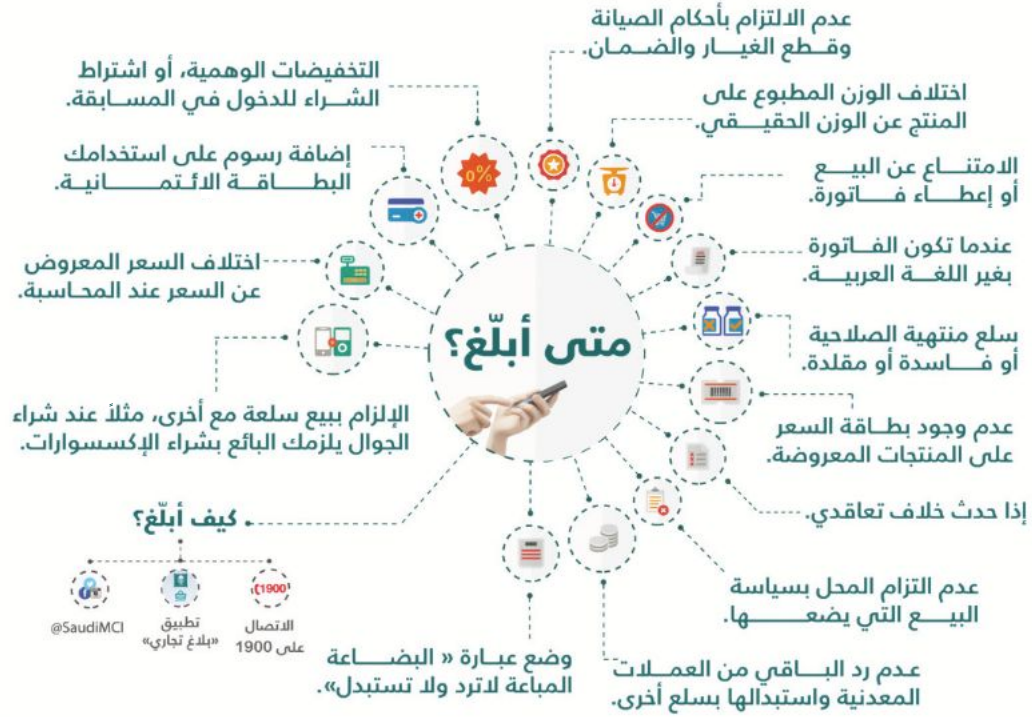 متى أبلّغ؟
عدم الالتزام بأحكام الصيانة
وقطع الغيار والضمان.
اختلاف الوزن المطبوع على
المنتج عن الوزن الحقيقي.
الامتناع عن البيع
أو إعطاء فاتورة.
عندما تكون الفاتورة
بغير اللغة العربية.
سلع منتهية الصلاحية
أو فاسدة أو مقلدة.
عدم وجود بطاقة السعر
على المنتجات المعروضة.
إذا حدث خلاف تعاقدي.
عدم التزام المحل بسياسة
البيع التي يضعها.
عدم رد الباقي من العملات
المعدنية واستبدالها بسلع أخرى.
وضع عبارة « البضاعة
المباعة لاترد ولا تستبدل».
التخفيضات الوهمية، أو اشتراط
الشراء للدخول في المسابقة.
0%
إضافة رسوم على استخدامك
البطاقة الائتمانية.
اختلاف السعر المعروض
عن السعر عند المحاسبة.
الإلزام ببيع سلعة مع أخرى، مثلاً عند شراء
الجوال يلزمك البائع بشراء الإكسسوارات.
كيف أبلّغ؟
1900
الاتصال
على 1900
تطبيق
«بلاغ تجاري»
@SaudiMCI